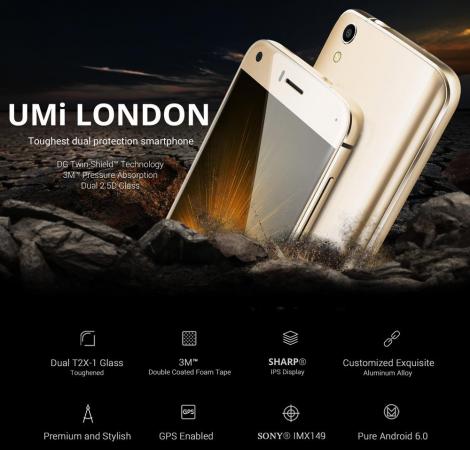 UMi LONDON
Toughest dual protection smartphone
DG Twin-Shield™ Technology
3M™ Pressure Absorption
Dual 2.5D Glass
Dual T2X-1 Glass
Toughened
3M™
Double Coated Foam Tape
SHARP®
IPS Display
Customized Exquisite
Aluminum Alloy
Premium and Stylish
GPS
GPS Enabled
SONY® IMX149
Pure Android 6.0